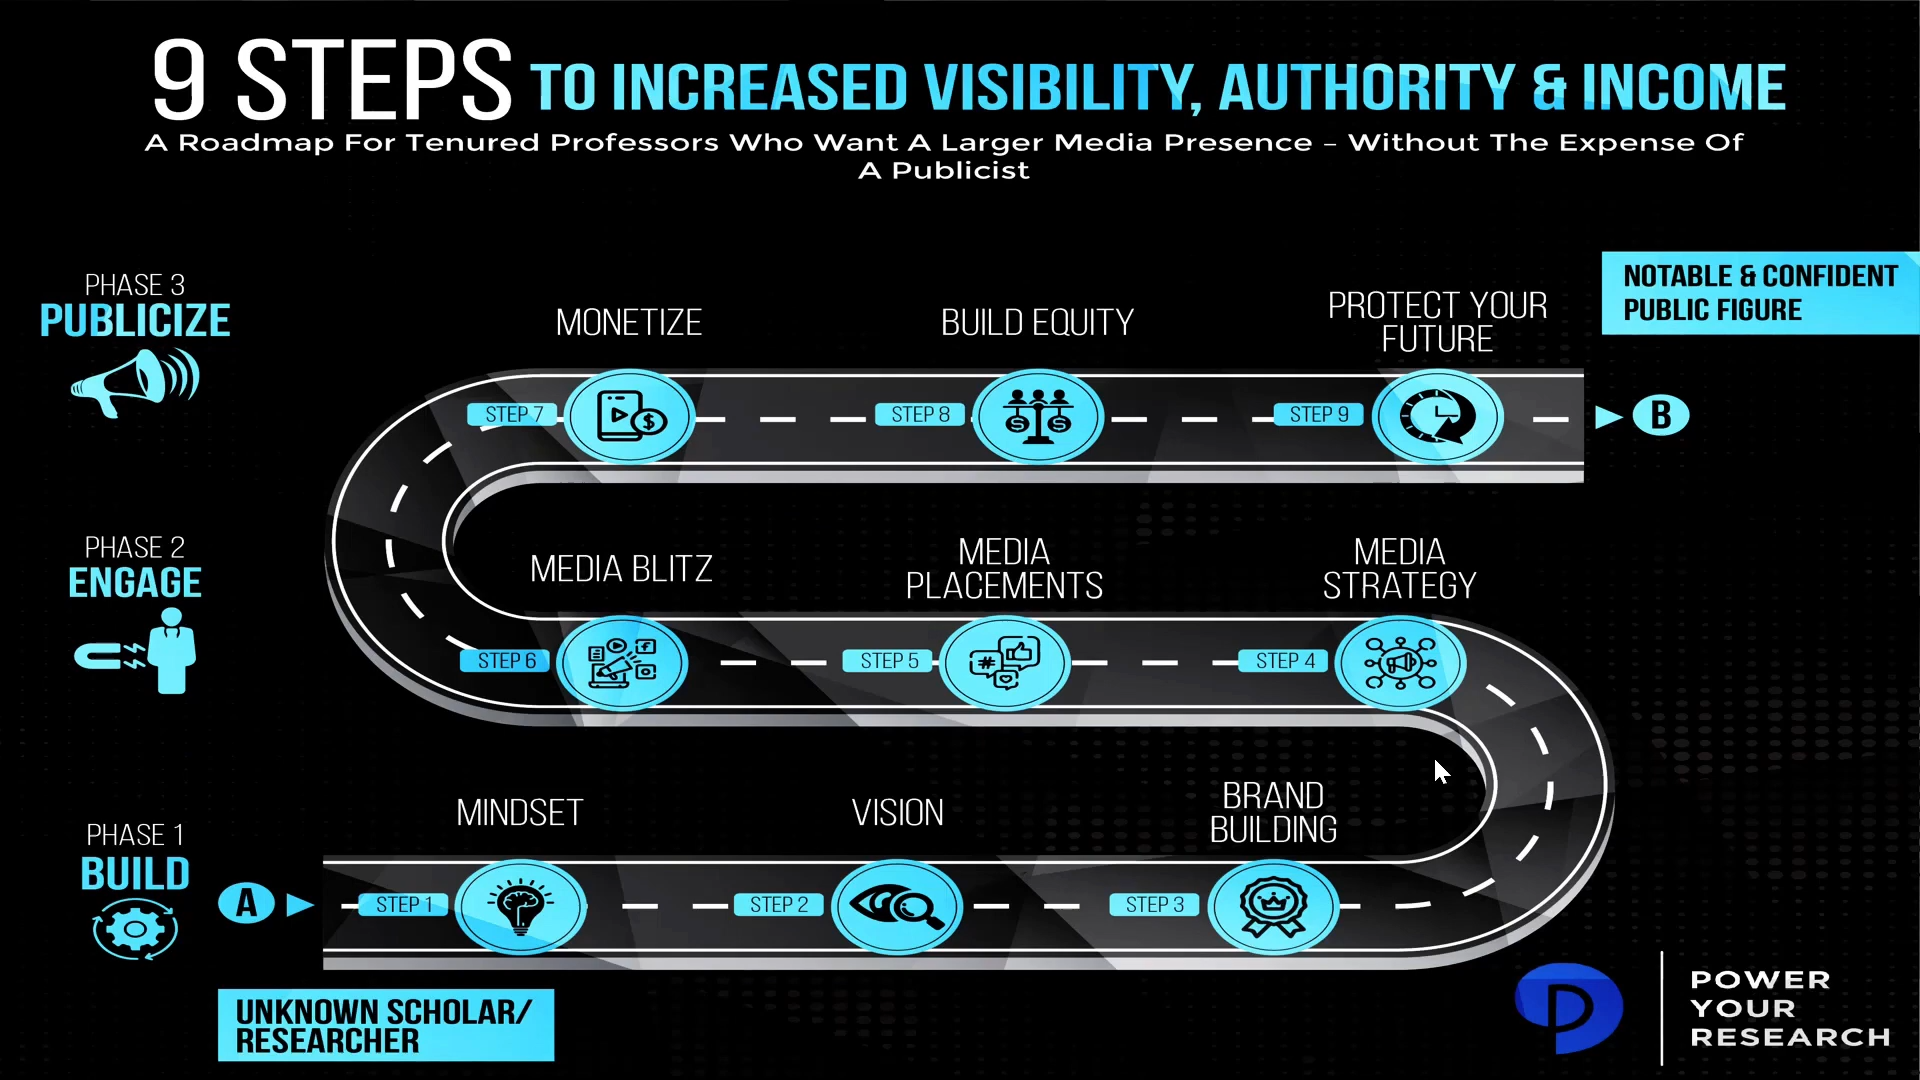 9 STEPS TO INCREASED VISIBILITY, AUTHORITY & INCOME
A Roadmap For Tenured Professors Who Want A Larger Media Presence – Without The Expense Of
A Publicist
NOTABLE & CONFIDENT
PUBLIC FIGURE
PHASE 3
PUBLICIZE
MONETIZE
BUILD EQUITY
PROTECT YOUR
FUTURE
STEP 7
$
STEP 8
S S
STEP 9
B
PHASE 2
ENGAGE
MEDIA BLITZ
MEDIA
PLACEMENTS
MEDIA
STRATEGY
STEP 6
f
STEP 5
#
STEP 4
PHASE 1
BUILD
MINDSET
VISION
BRAND
BUILDING
A
STEP 1
STEP 2
STEP 3
UNKNOWN SCHOLAR/
RESEARCHER
P
POWER
YOUR
RESEARCH